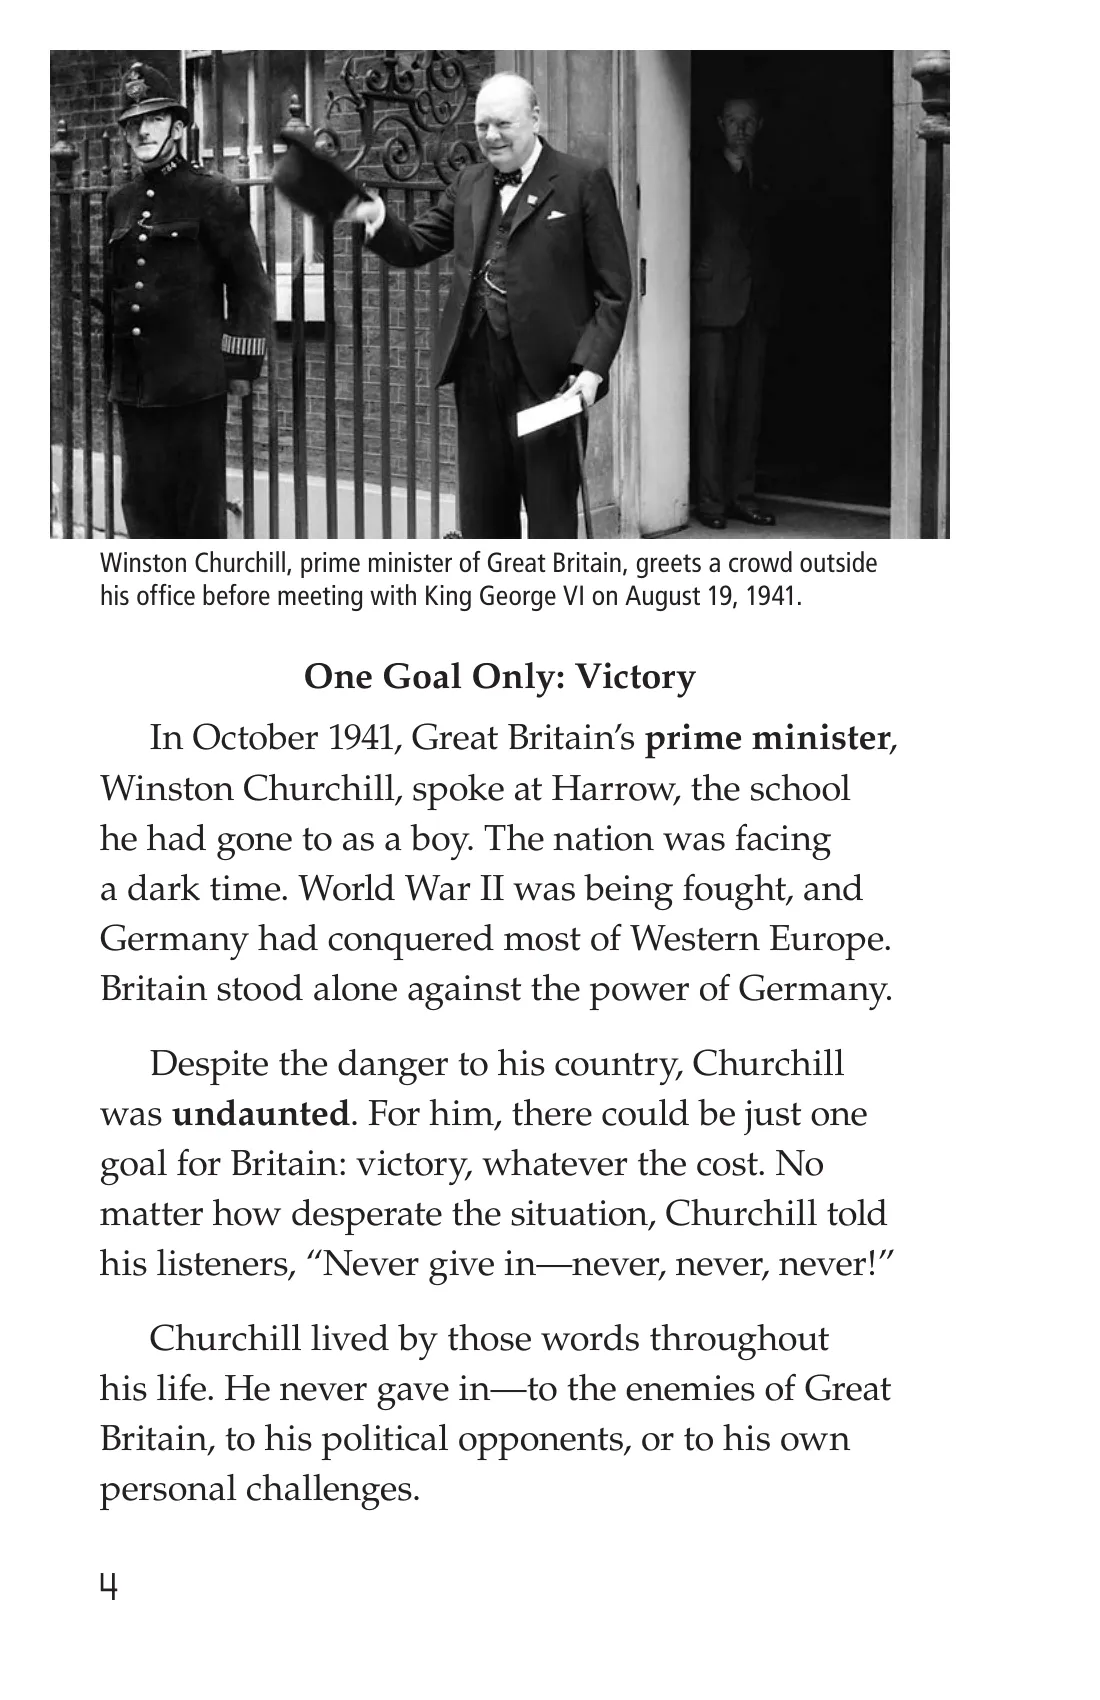 Winston Churchill, prime minister of Great Britain, greets a crowd outside
his office before meeting with King George VI on August 19, 1941.
One Goal Only: Victory
In October 1941, Great Britain’s prime minister,
Winston Churchill, spoke at Harrow, the school
he had gone to as a boy. The nation was facing
a dark time. World War II was being fought, and
Germany had conquered most of Western Europe.
Britain stood alone against the power of Germany.
Despite the danger to his country, Churchill
was undaunted. For him, there could be just one
goal for Britain: victory, whatever the cost. No
matter how desperate the situation, Churchill told
his listeners, “Never give in—never, never, never!”
Churchill lived by those words throughout
his life. He never gave in—to the enemies of Great
Britain, to his political opponents, or to his own
personal challenges.
4